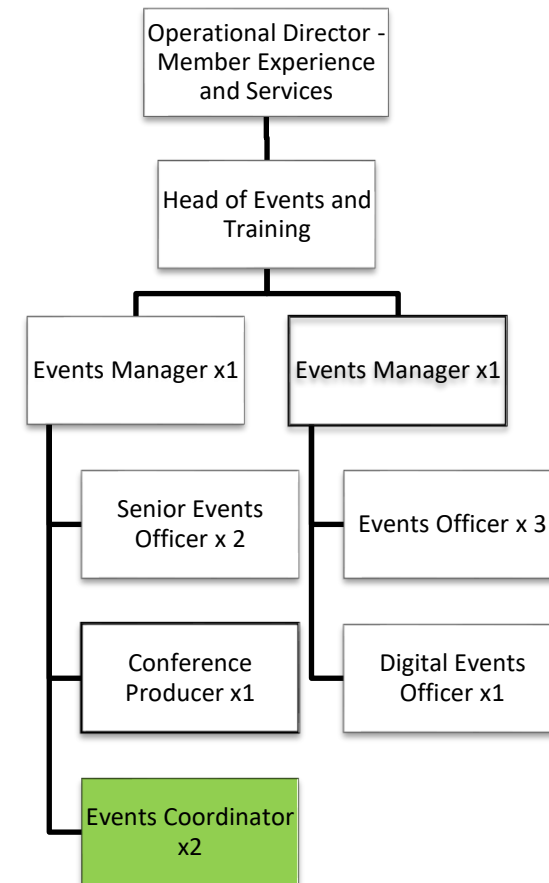 Operational Director -
Member Experience
and Services
Head of Events and
Training
Events Manager x1
Events Manager x1
Senior Events
Officer x 2
Events Officer x 3
Conference
Producer x1
Digital Events
Officer x1
Events Coordinator
x2